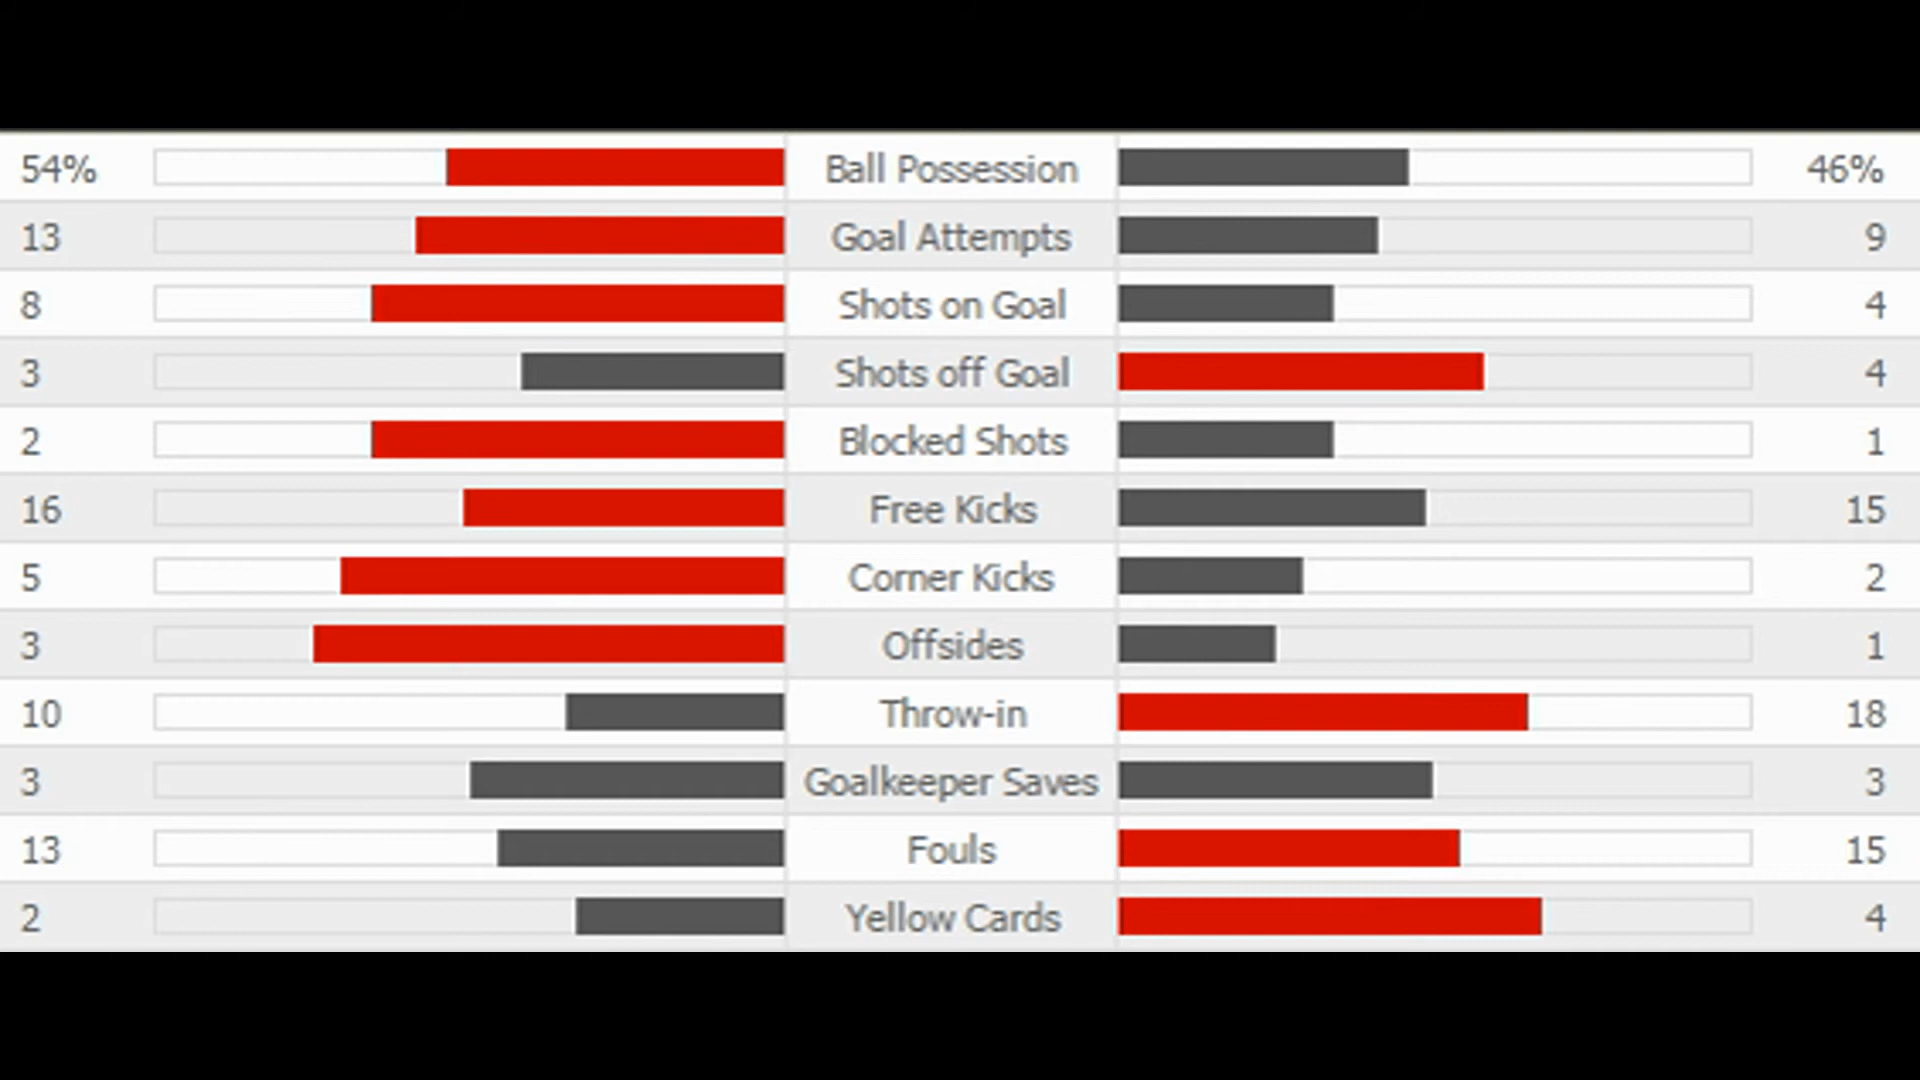 54% Ball Possession 46%
13 Goal Attempts 9
8 Shots on Goal 4
3 Shots off Goal 4
2 Blocked Shots 1
16 Free Kicks 15
5 Corner Kicks 2
3 Offsides 1
10 Throw-in 18
3 Goalkeeper Saves 3
13 Fouls 15
2 Yellow Cards 4